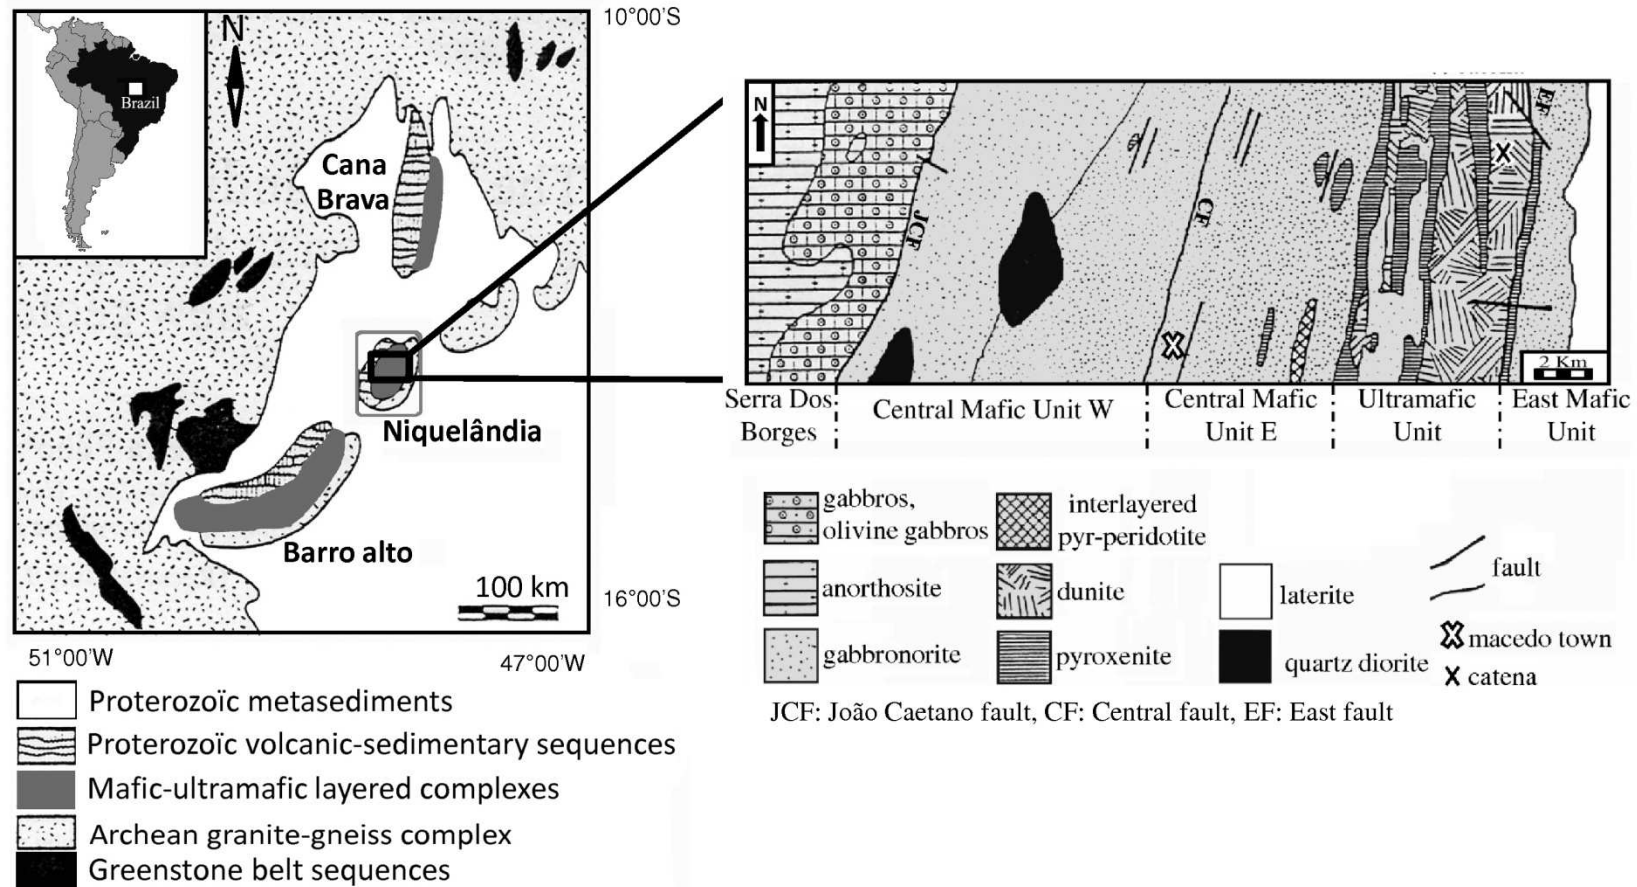 Brazil
N
10°00'S
Cana
Brava
Niquelândia
Barro alto
100 km
16°00'S
51°00'W
47°00'W
Proterozoïc metasediments
Proterozoïc volcanic-sedimentary sequences
Mafic-ultramafic layered complexes
Archean granite-gneiss complex
Greenstone belt sequences
N
JCF
CF
EF
2 Km
Serra Dos
Borges
Central Mafic Unit W
Central Mafic
Unit E
Ultramafic
Unit
East Mafic
Unit
gabbros,
olivine gabbros
anorthosite
gabbronorite
interlayered
pyr-peridotite
dunite
pyroxenite
laterite
quartz diorite
fault
macedo town
catena
JCF: João Caetano fault, CF: Central fault, EF: East fault